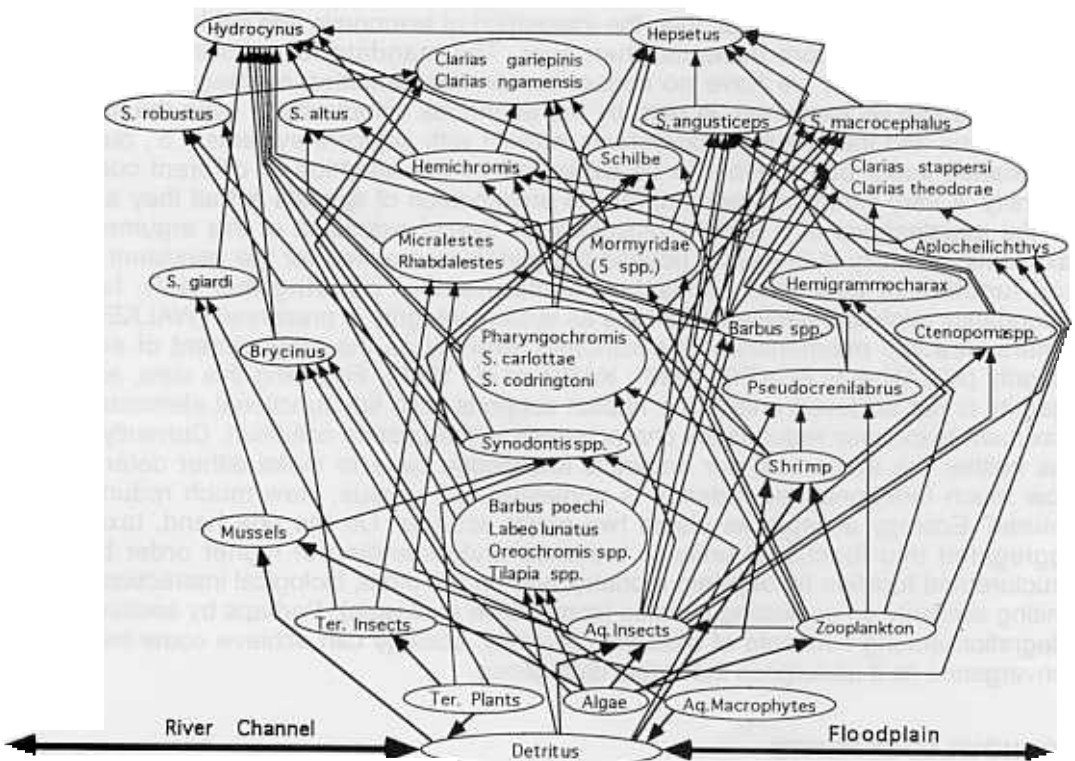 Hydrocynus
Hepsetus
Clarias gariepinis
Clarias ngamensis
S. robustus
S. altus
S. angusticeps
S. macrocephalus
Hemichromis
Schilbe
Clarias stappersi
Clarias theodorae
Micralestes
Rhabdalestes
Mormyridae
(S spp.)
Aplocheilichthys
S. giardi
Hemigrammocharax
Barbus spp.
Ctenopoma spp.
Brycinus
Pharyngochromis
S. carlottae
S. codringtoni
Pseudocrenilabrus
Synodontis spp.
Shrimp
Mussels
Barbus poechi
Labeo lunatus
Oreochromis spp.
Tilapia spp.
Ter. Insects
Aq. Insects
Zooplankton
Ter. Plants
Algae
Aq. Macrophytes
River Channel
Detritus
Floodplain